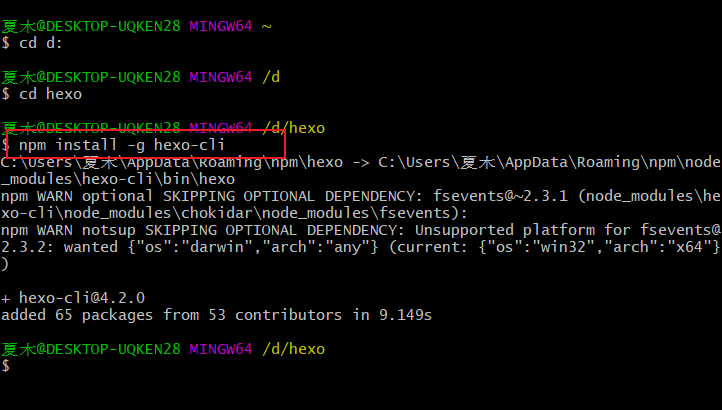 夏木@DESKTOP-UQKEN28 MINGW64 ~
$ cd d:
夏木@DESKTOP-UQKEN28 MINGW64 /d
$ cd hexo
夏木@DESKTOP-UQKEN28 MINGW64 /d/hexo
$ npm install -g hexo-cli
C:\Users\夏木\AppData\Roaming\npm\hexo -> C:\Users\夏木\AppData\Roaming\npm\node
_modules\hexo-cli\bin\hexo
npm WARN optional SKIPPING OPTIONAL DEPENDENCY: fsevents@~2.3.1 (node_modules\he
xo-cli\node_modules\chokidar\node_modules\fsevents):
npm WARN notsup SKIPPING OPTIONAL DEPENDENCY: Unsupported platform for fsevents@
2.3.2: wanted {"os":"darwin","arch":"any"} (current: {"os":"win32","arch":"x64"}
)
+ hexo-cli@4.2.0
added 65 packages from 53 contributors in 9.149s
夏木@DESKTOP-UQKEN28 MINGW64 /d/hexo
$